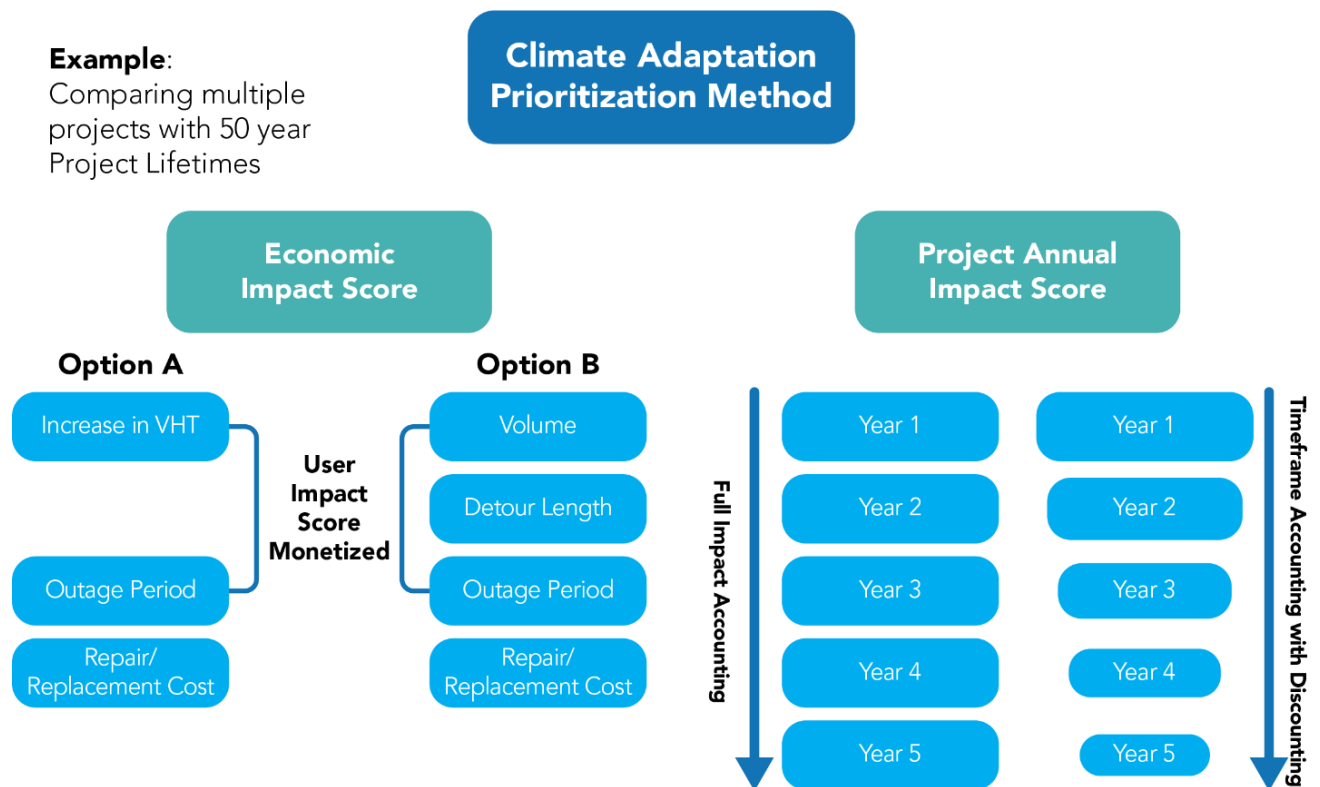 Example:
Comparing multiple
projects with 50 year
Project Lifetimes
Climate Adaptation
Prioritization Method
Economic
Impact Score
Option A
Increase in VHT
Outage Period
Repair/
Replacement Cost
User
Impact
Score
Monetized
Option B
Volume
Detour Length
Outage Period
Repair/
Replacement Cost
Project Annual
Impact Score
Full Impact Accounting
Year 1
Year 2
Year 3
Year 4
Year 5
Year 1
Year 2
Year 3
Year 4
Year 5
Timeframe Accounting with Discounting